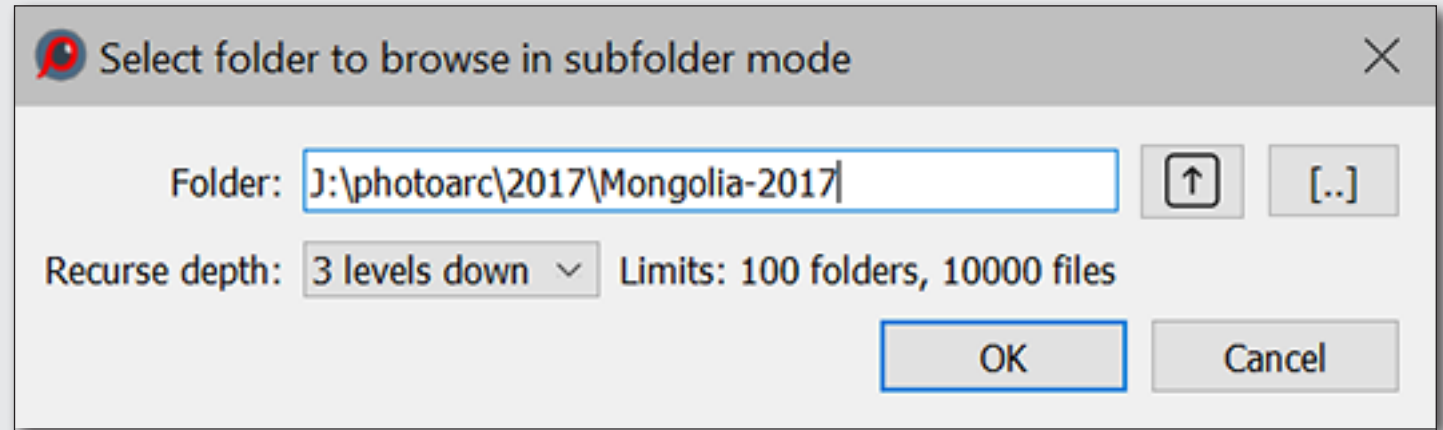 Select folder to browse in subfolder mode
Folder: J:\photoarc\2017\Mongolia-2017 [..]
Recurse depth: 3 levels down Limits: 100 folders, 10000 files
OK Cancel